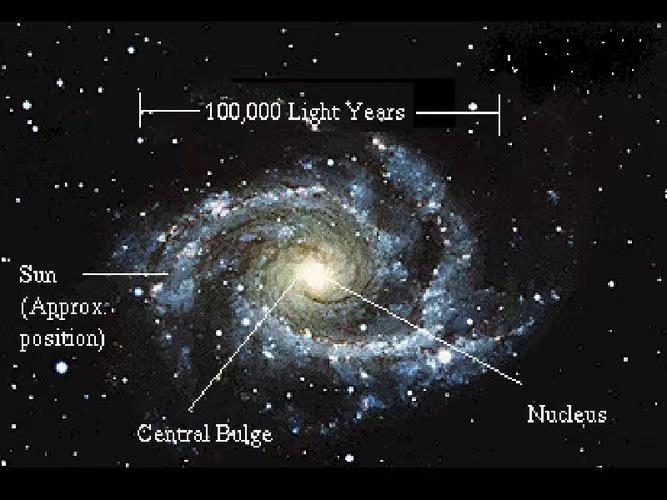 100,000 Light Years
Sun
(Approx.
position)
Nucleus
Central Bulge